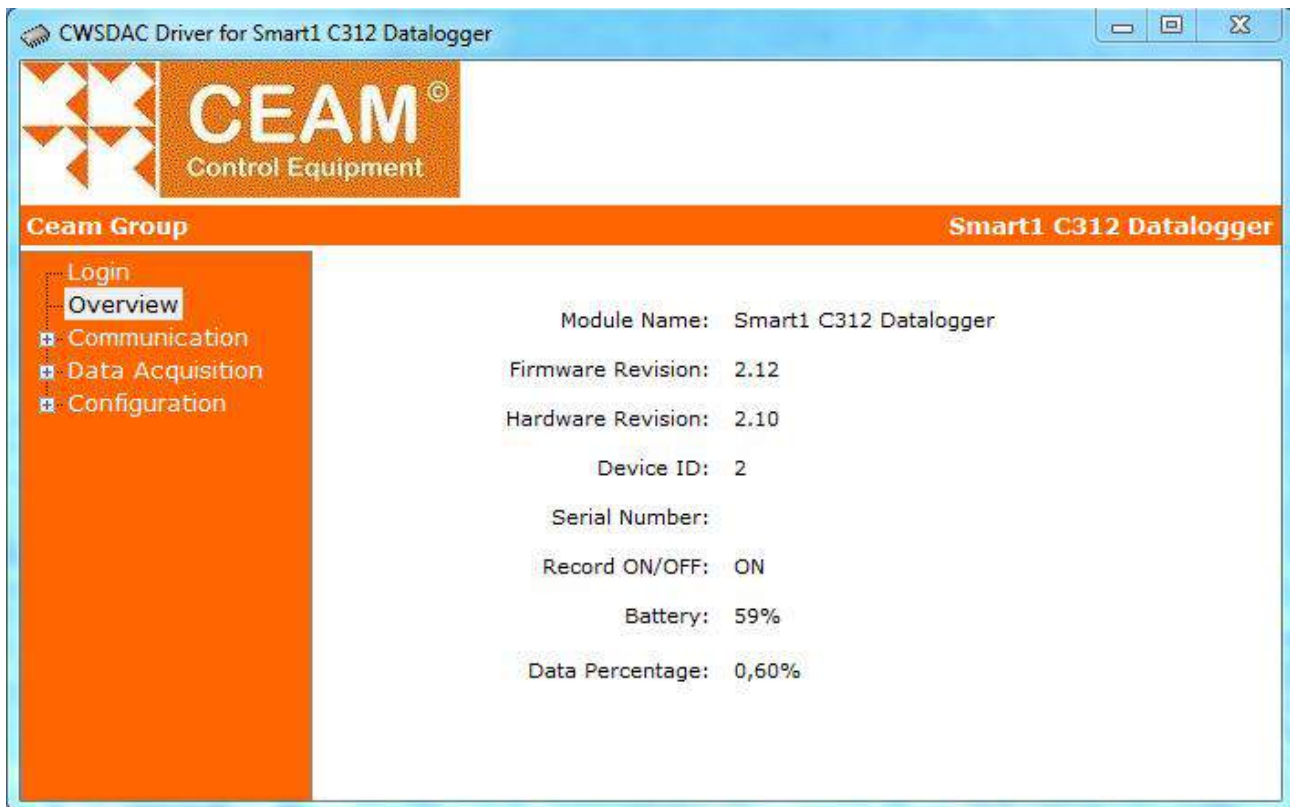 CWSDAC Driver for Smart1 C312 Datalogger
CEAM©
Control Equipment
Ceam Group Smart1 C312 Datalogger
Login
Overview
Communication
Data Acquisition
Configuration
Module Name: Smart1 C312 Datalogger
Firmware Revision: 2.12
Hardware Revision: 2.10
Device ID: 2
Serial Number:
Record ON/OFF: ON
Battery: 59%
Data Percentage: 0,60%